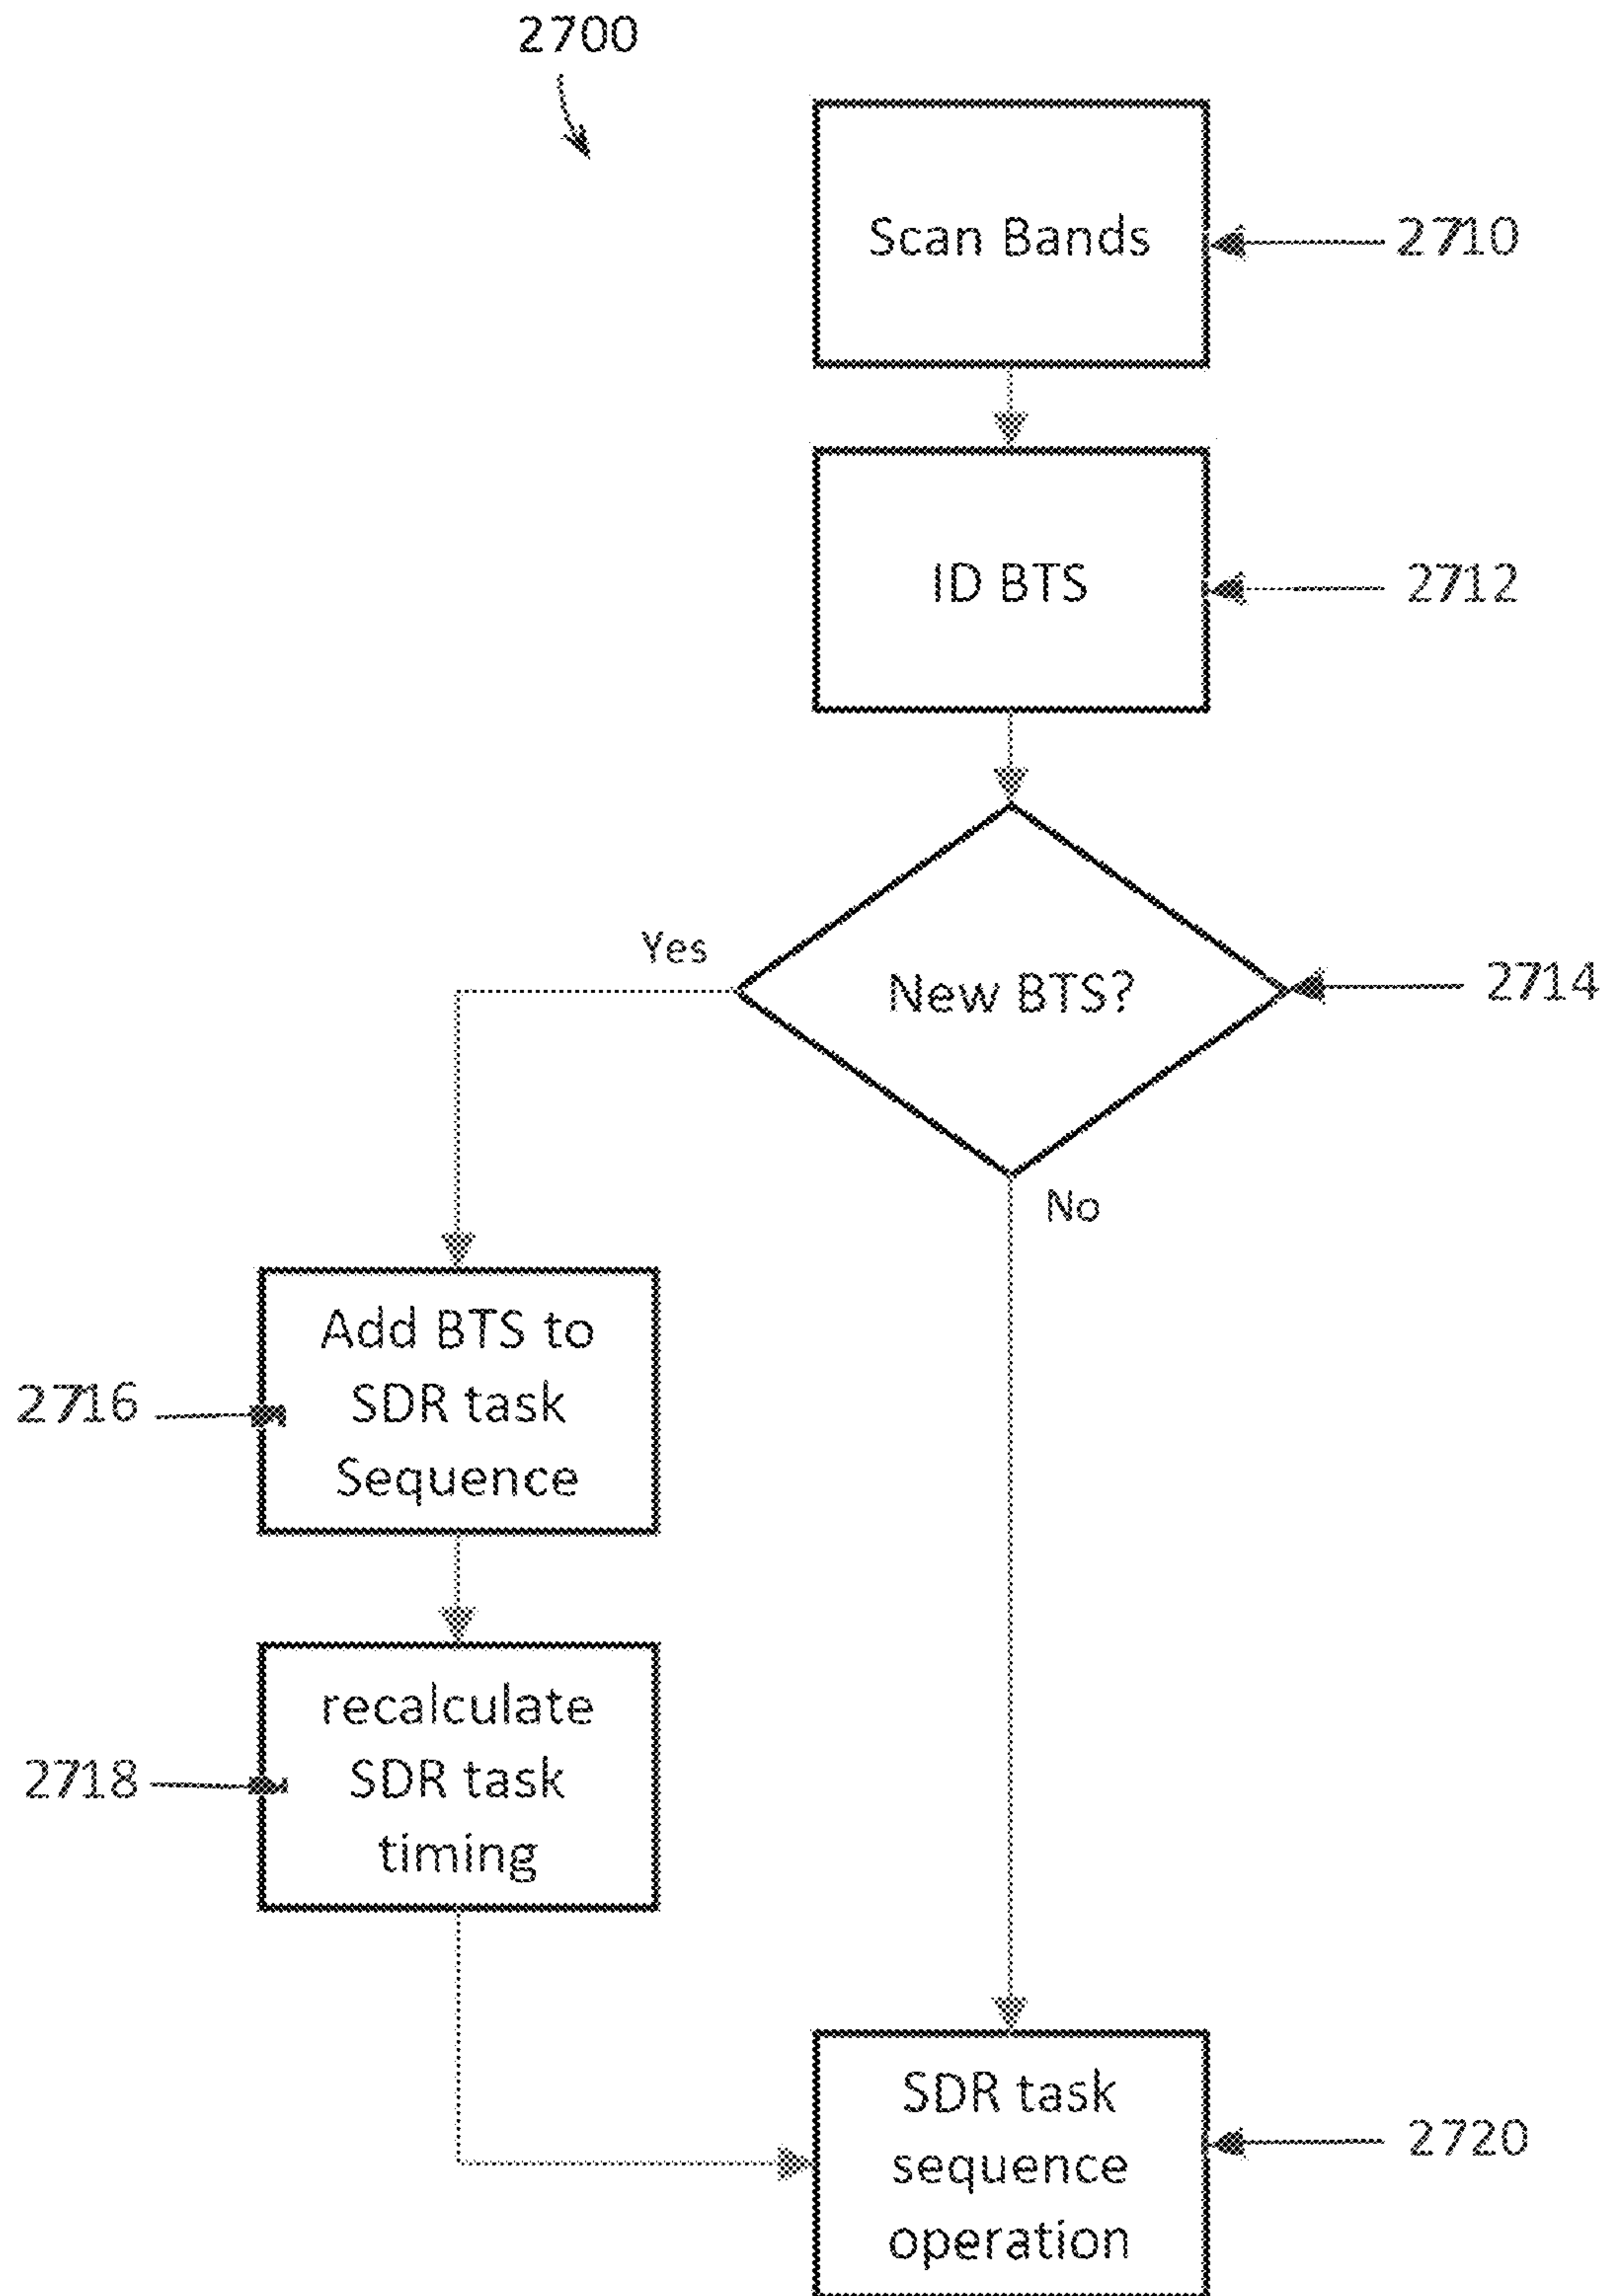 2700
Scan Bands
2710
ID BTS
2712
Yes
New BTS?
2714
No
Add BTS to
SDR task
Sequence
2716
recalculate
SDR task
timing
2718
SDR task
sequence
operation
2720